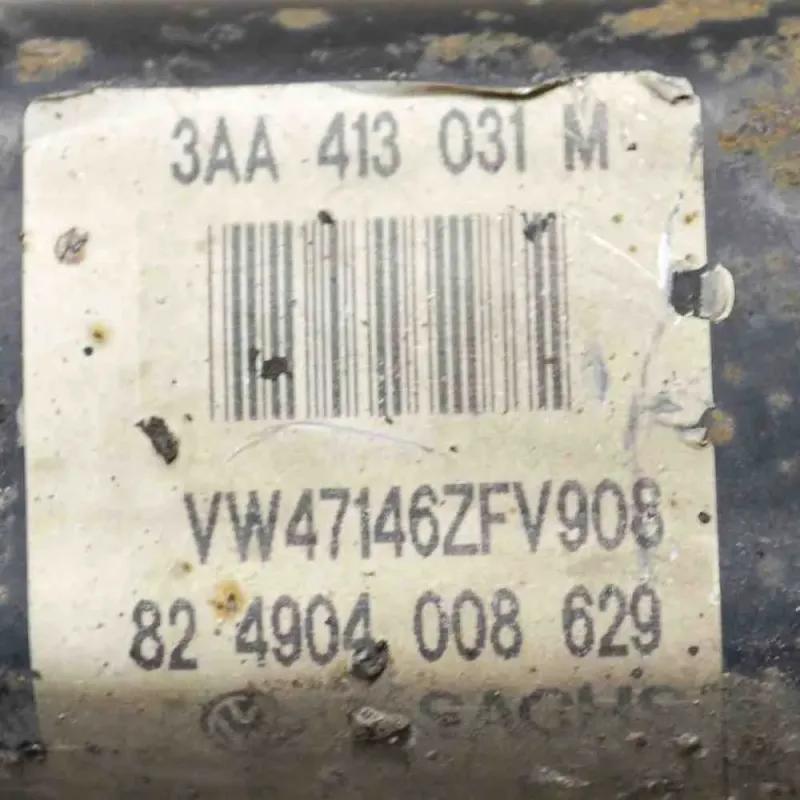 3AA 413 031 M
VW47146ZFV908
82 4904 008 629
SACHS